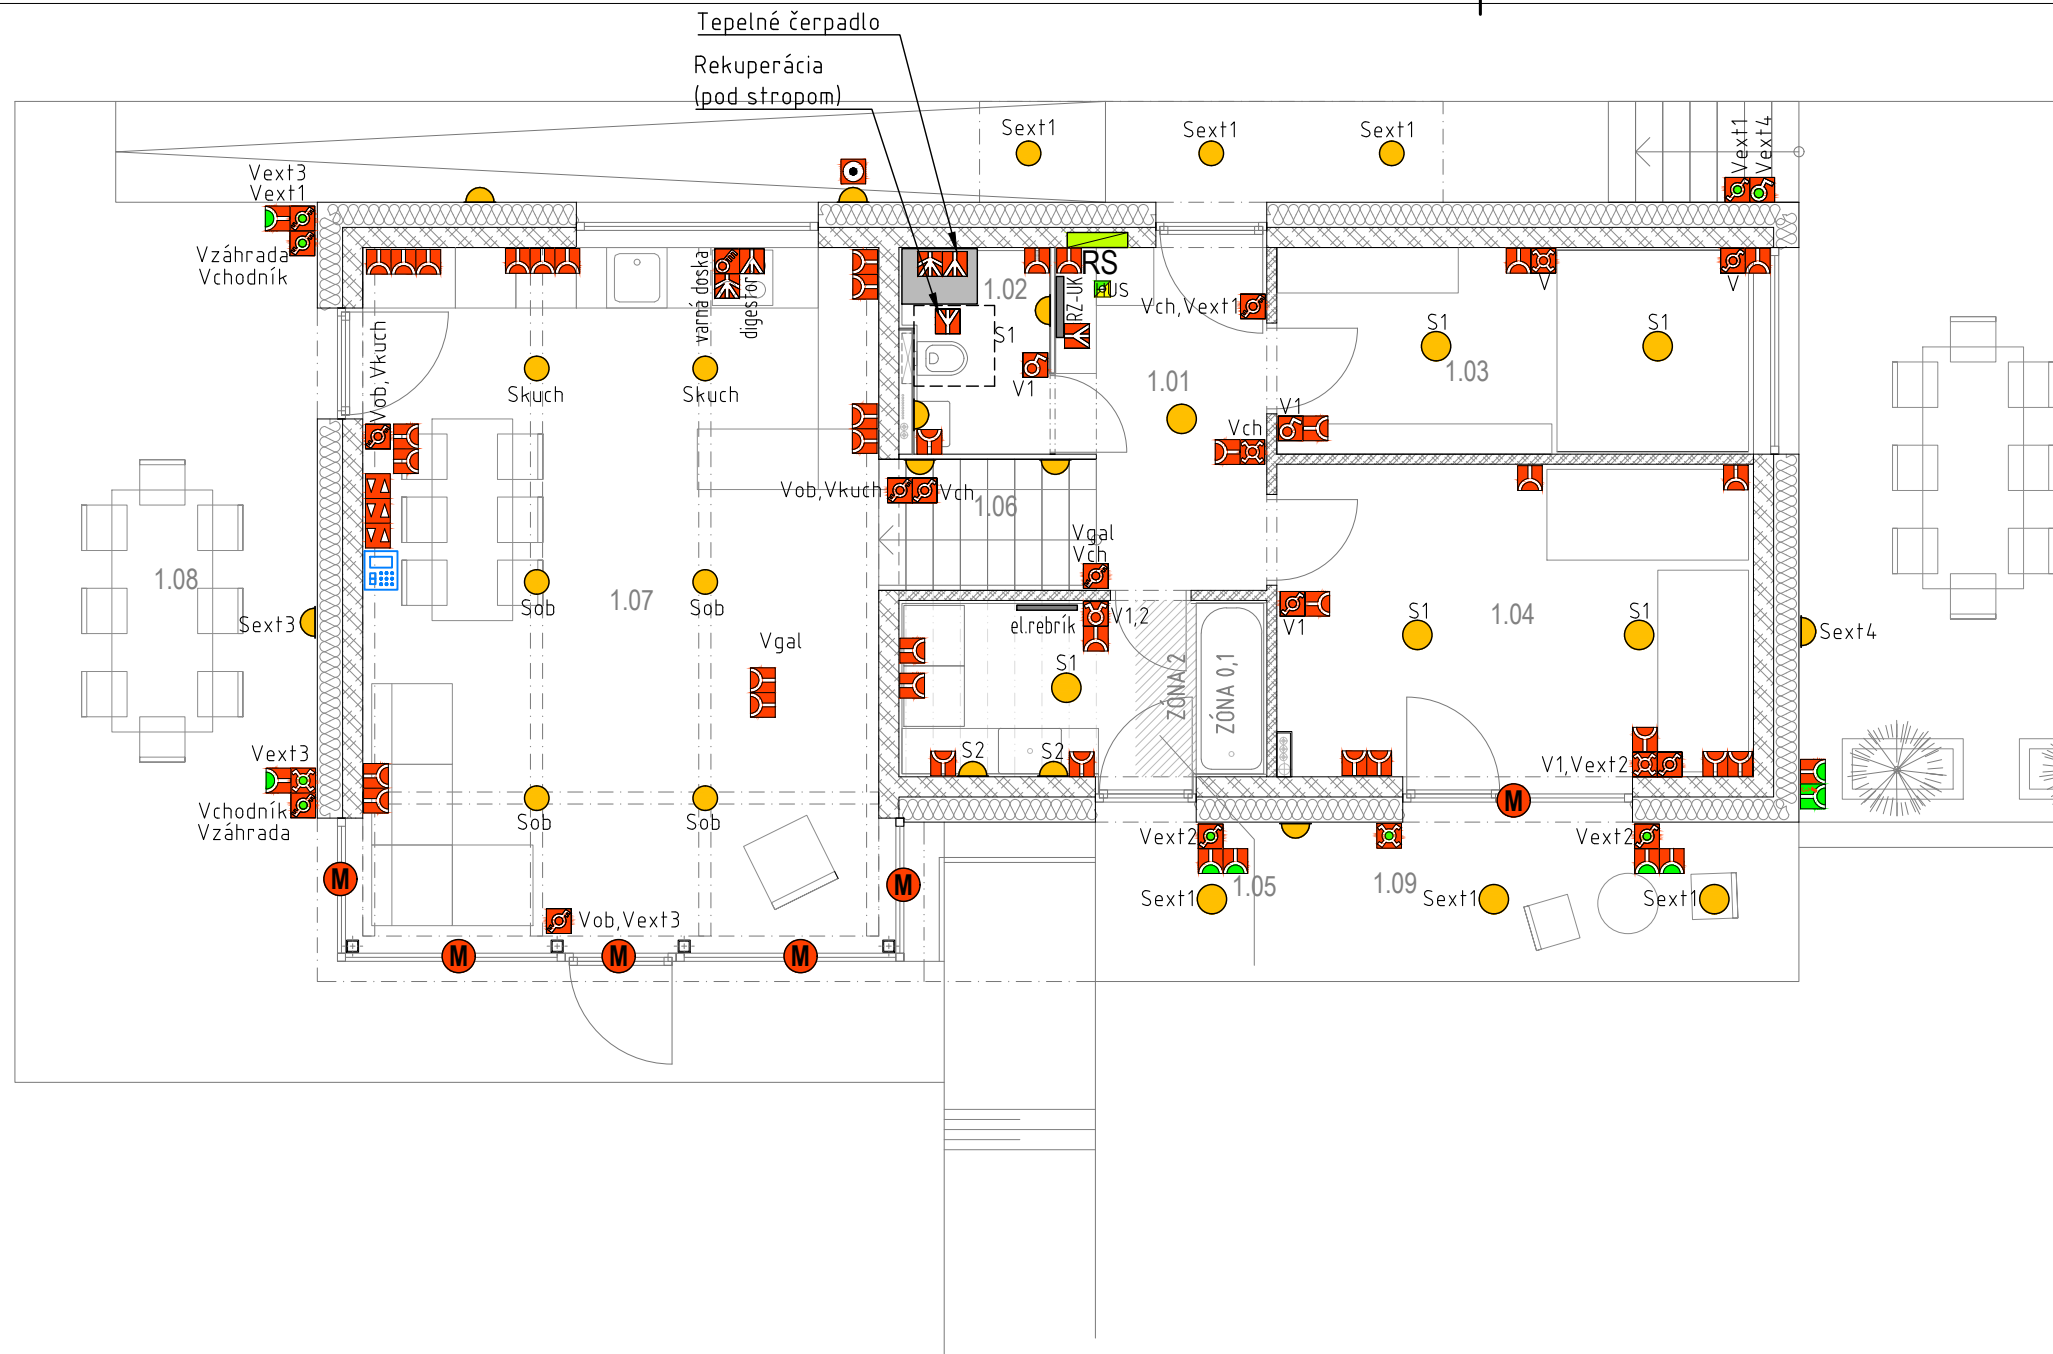 Tepelné čerpadlo
Rekuperácia
(pod stropom)
Sext1
Sext1
Sext1
Vext1
Vext4
Vext3
Vext1
Vzáhrada
Vchodník
varná doska
digestor
1.02
RS
RZ-UK
US
Vch,Vext1
V
V
Vob,Vkuch
S1
V1
Skuch
Skuch
1.01
S1
S1
1.03
V1
Vch
Vob,Vkuch
Vch
1.06
Vgal
Vch
1.08
Sob
Sob
1.07
Sext3
Vgal
el.rebrík
V1,2
S1
ZÓNA 2
ZÓNA 0,1
V1
S1
S1
1.04
Sext4
Vext3
S2
S2
V1,Vext2
Vchodník
Vzáhrada
Sob
Sob
Vext2
Vext2
M
M
M
1.05
1.09
Sext1
Sext1
Sext1
Vob,Vext3
M
M
M